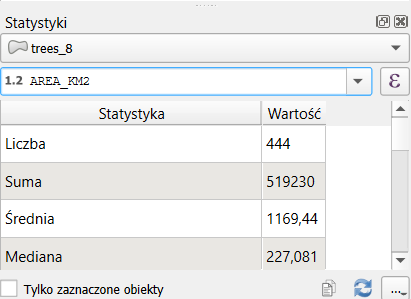 Statystyki
trees_8
1.2 AREA_KM2 ε
Statystyka Wartość
Liczba 444
Suma 519230
Średnia 1169,44
Mediana 227,081
Tylko zaznaczone obiekty ...